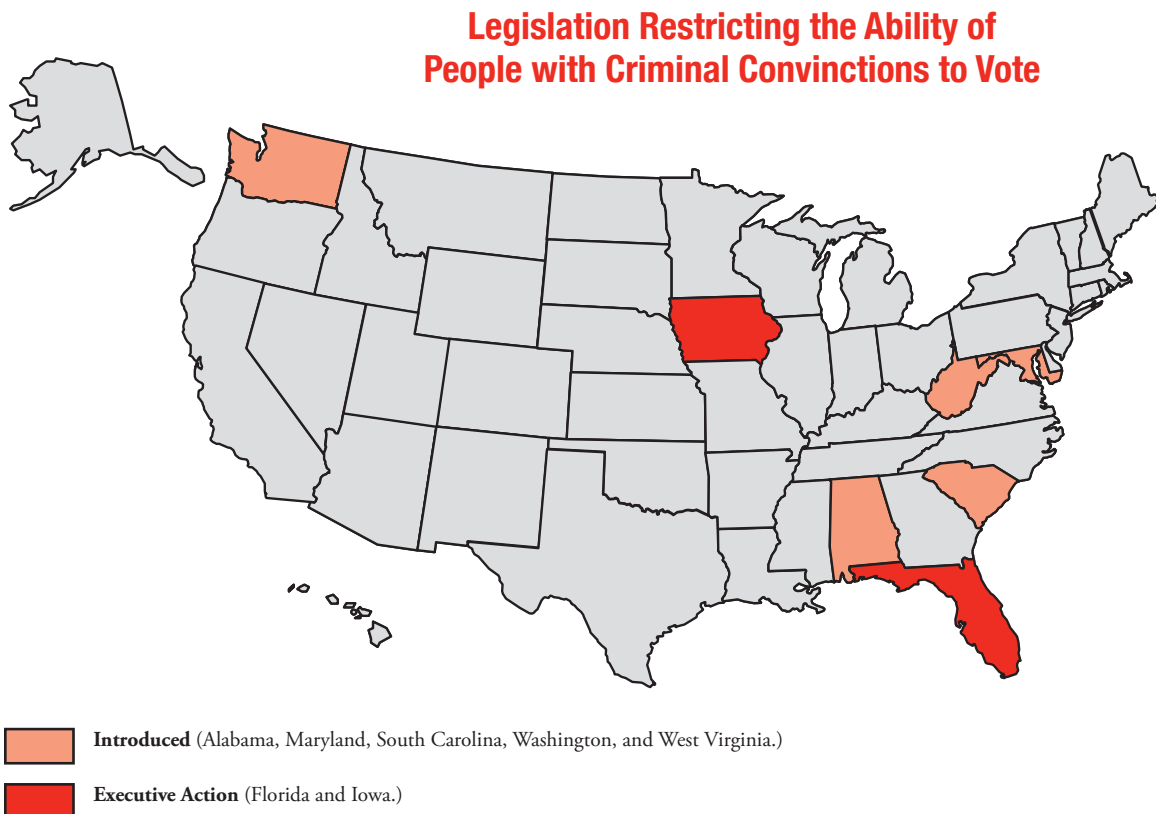 Legislation Restricting the Ability of
People with Criminal Convinctions to Vote
Introduced (Alabama, Maryland, South Carolina, Washington, and West Virginia.)
Executive Action (Florida and Iowa.)